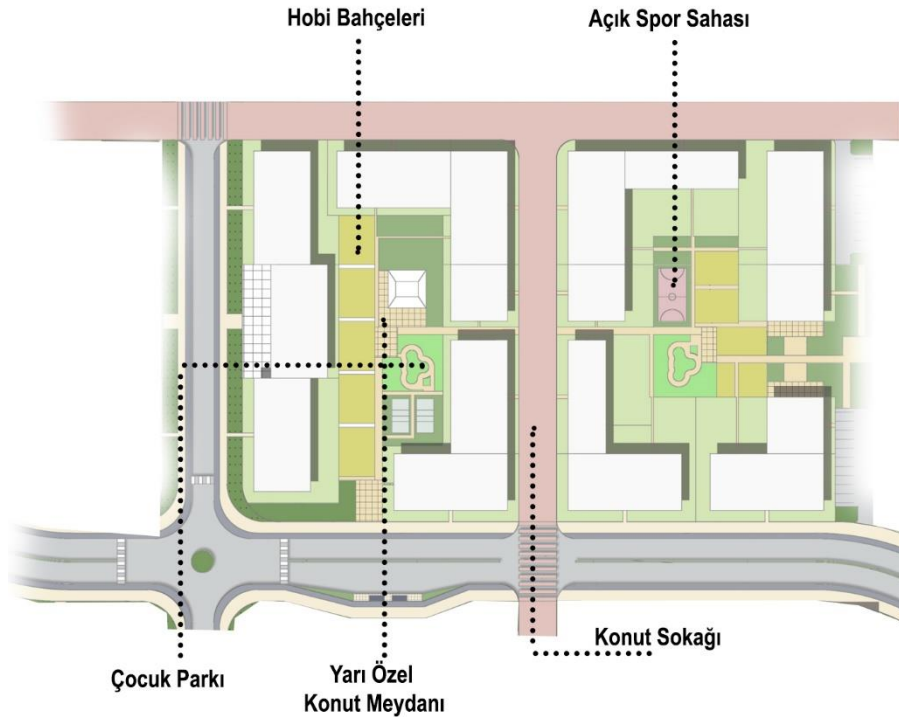 Hobi Bahçeleri
Açık Spor Sahası
Konut Sokağı
Çocuk Parkı
Yarı Özel
Konut Meydanı